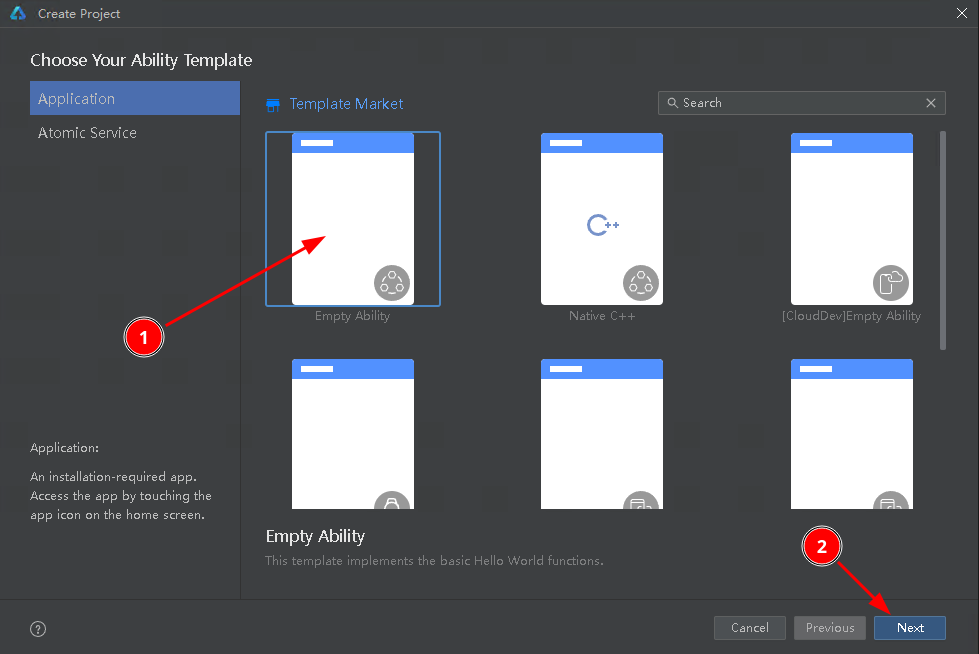 Create Project
Choose Your Ability Template
Application
Atomic Service
Template Market
Search
C++
Empty Ability
Native C++
[CloudDev]Empty Ability
1
Application:
An installation-required app.
Access the app by touching the
app icon on the home screen.
Empty Ability
This template implements the basic Hello World functions.
2
?
Cancel
Previous
Next